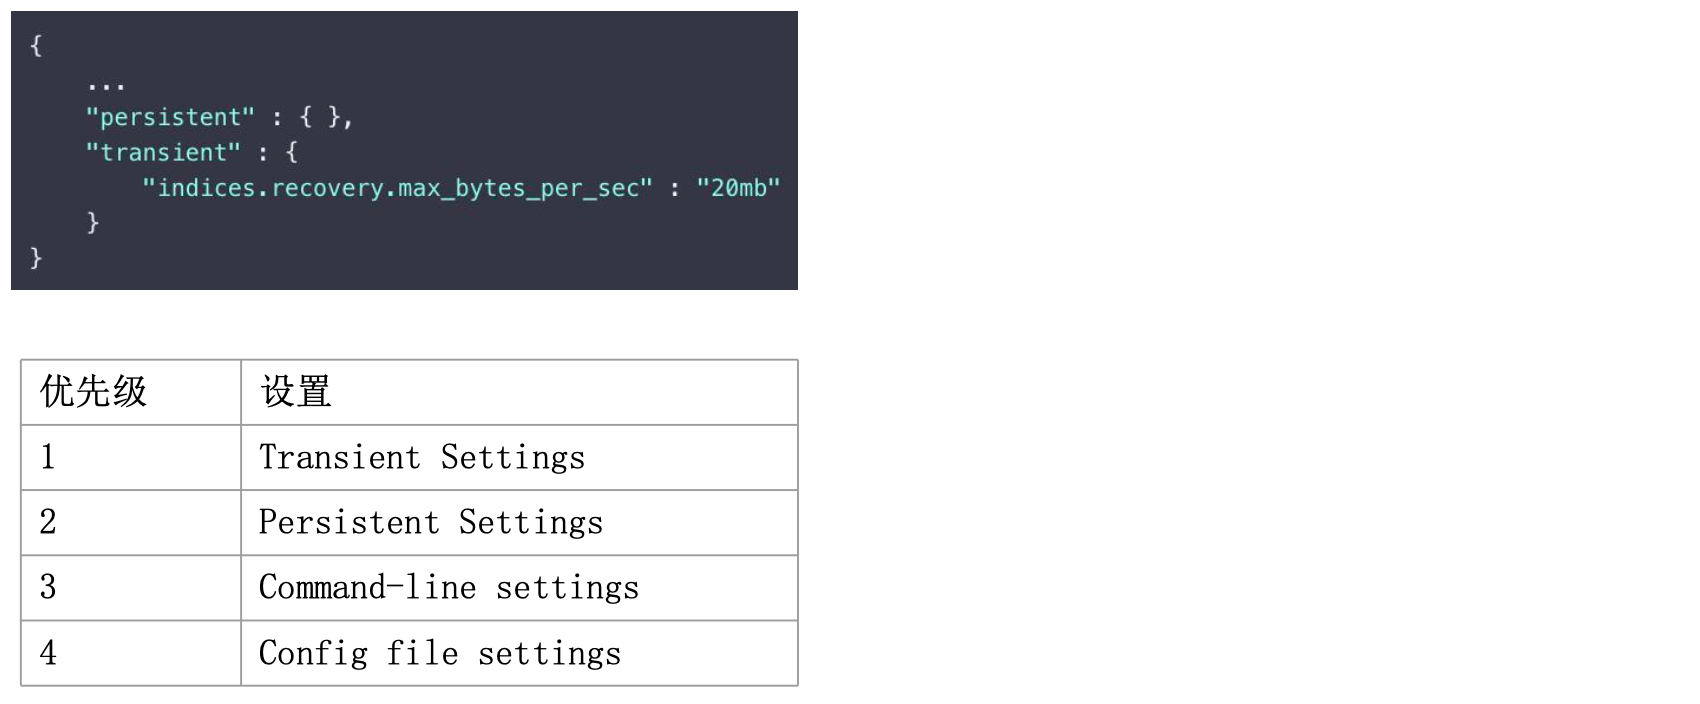 {
...
"persistent" : { },
"transient" : {
"indices.recovery.max_bytes_per_sec" : "20mb"
}
}
优先级 设置
1 Transient Settings
2 Persistent Settings
3 Command-line settings
4 Config file settings